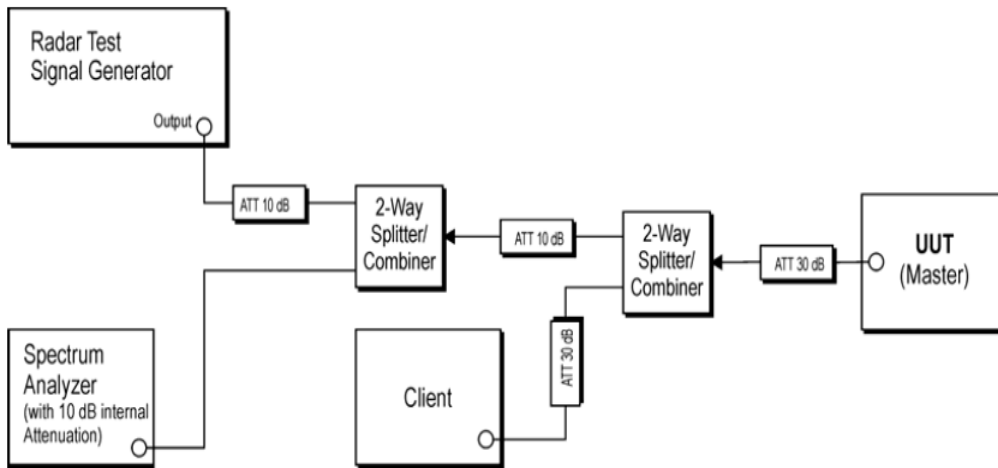 Radar Test
Signal Generator
Output
ATT 10 dB
2-Way
Splitter/
Combiner
ATT 10 dB
2-Way
Splitter/
Combiner
ATT 30 dB
UUT
(Master)
Spectrum
Analyzer
(with 10 dB internal
Attenuation)
Client
ATT 30 dB